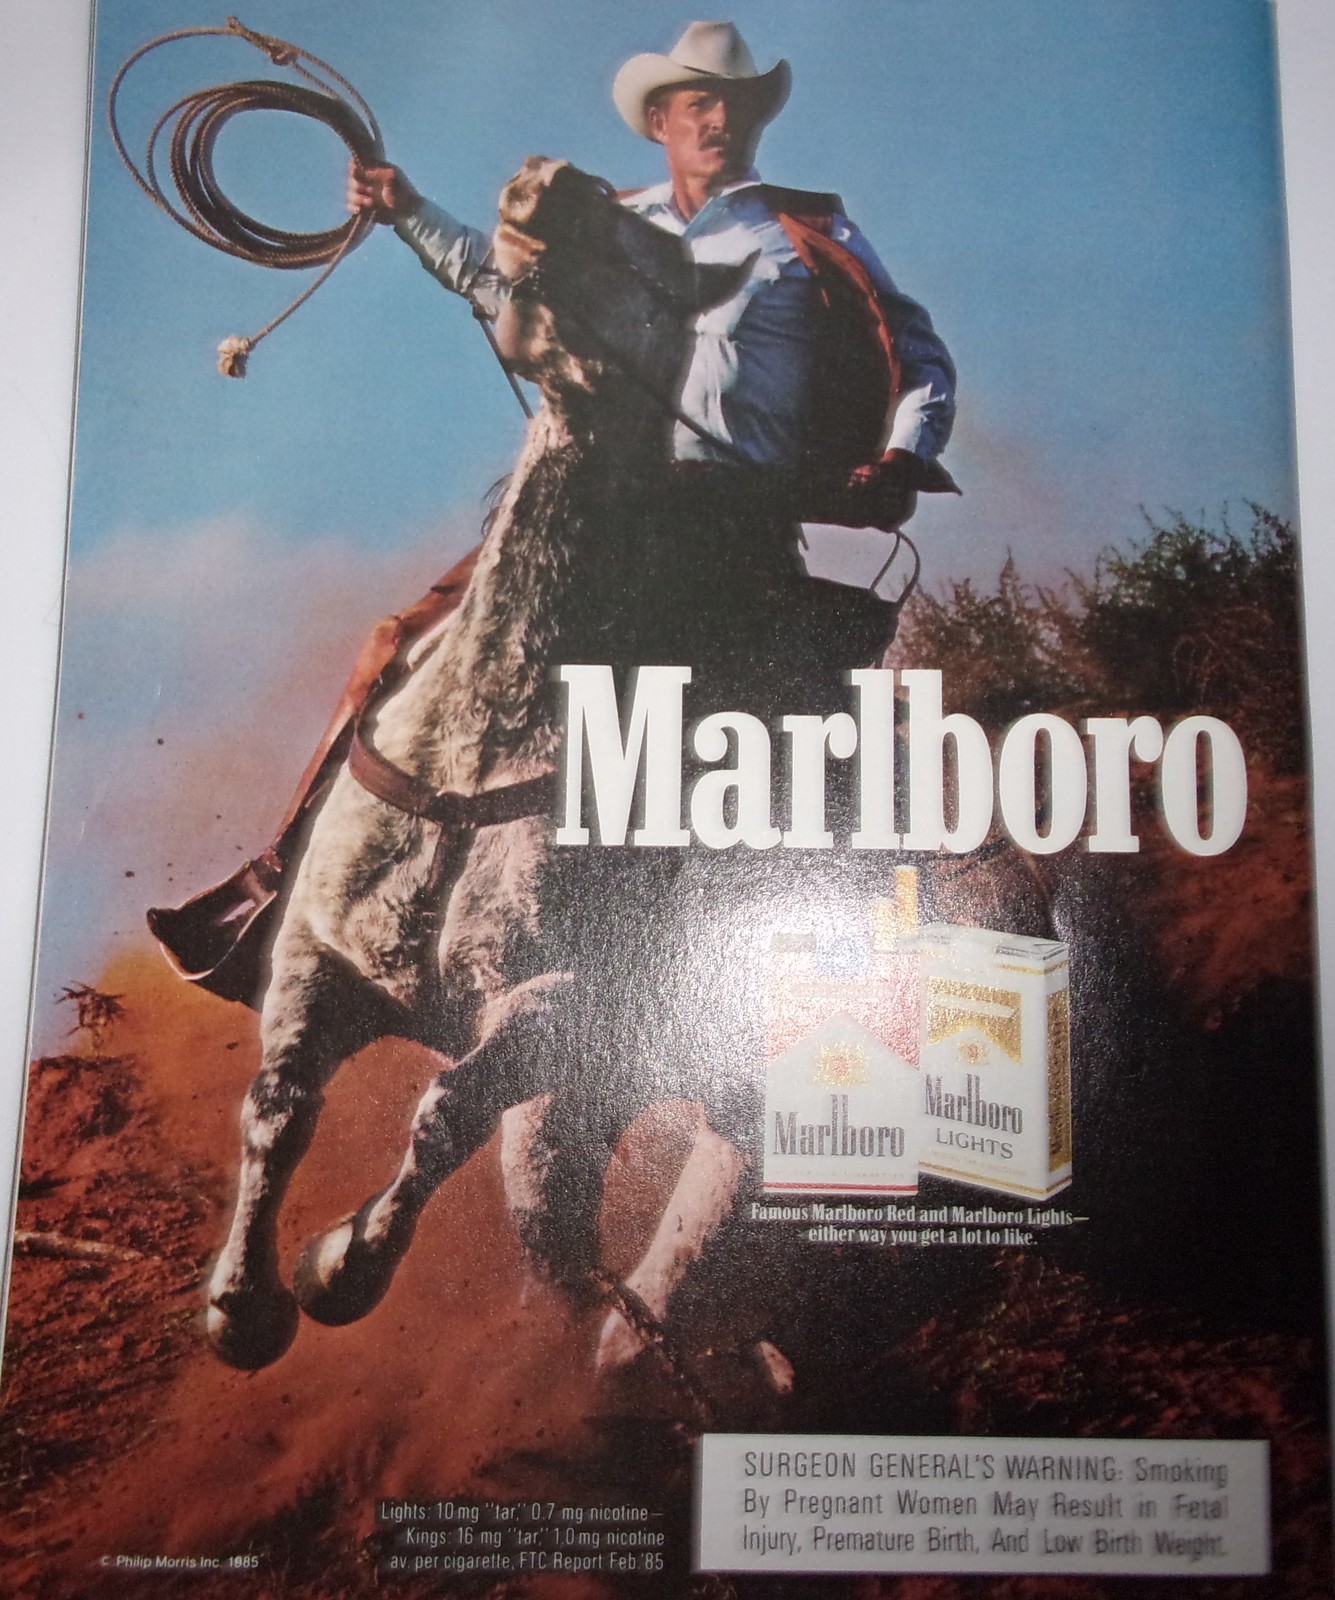 Marlboro
Marlboro
Marlboro
LIGHTS
Famous Marlboro Red and Marlboro Lights—
either way you get a lot to like.
SURGEON GENERAL'S WARNING: Smoking
By Pregnant Women May Result in Fetal
Injury, Premature Birth, And Low Birth Weight.
Lights: 10 mg "tar," 0.7 mg nicotine—
Kings: 16 mg "tar," 1.0 mg nicotine
av. per cigarette, FTC Report Feb. '85
© Philip Morris Inc. 1985